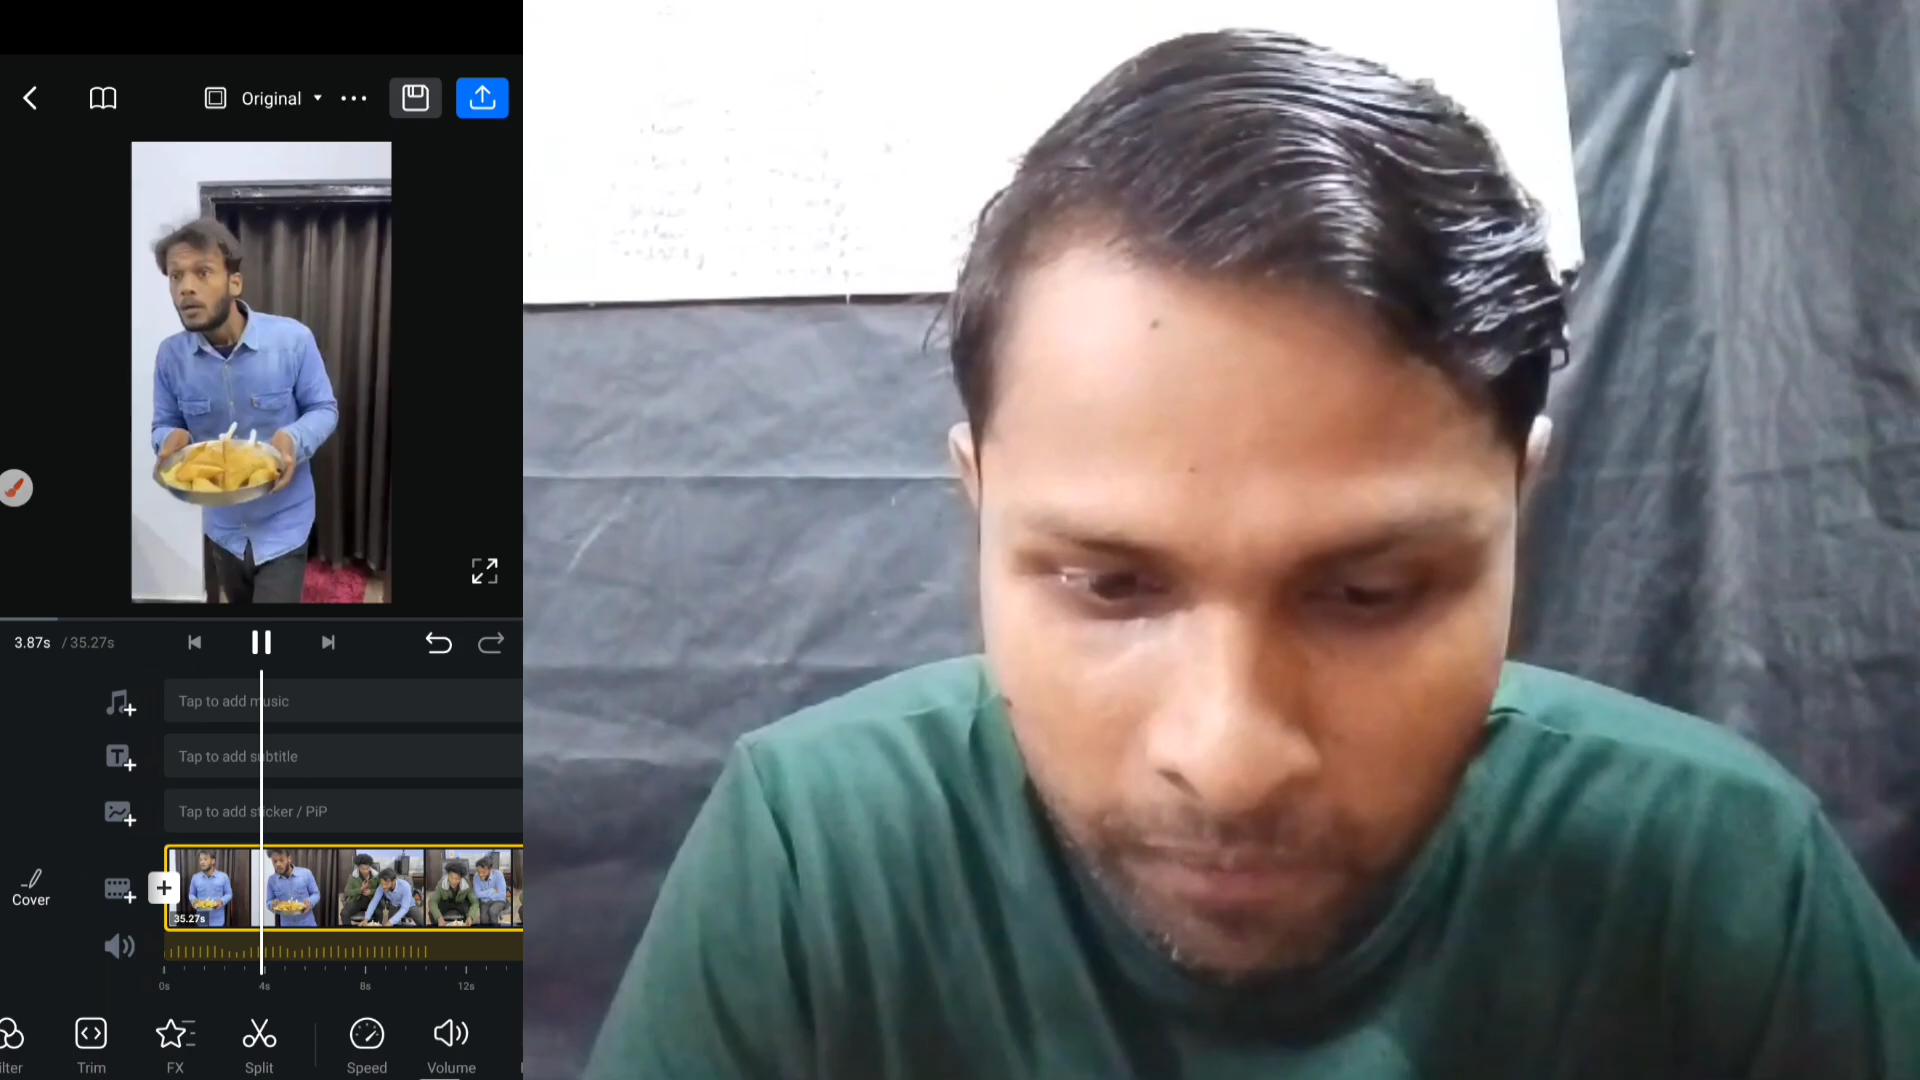 Original
3.87s / 35.27s
Tap to add music
Tap to add subtitle
Tap to add sticker / PiP
Cover
35.27s
0s 4s 8s 12s
ilter Trim FX Split Speed Volume